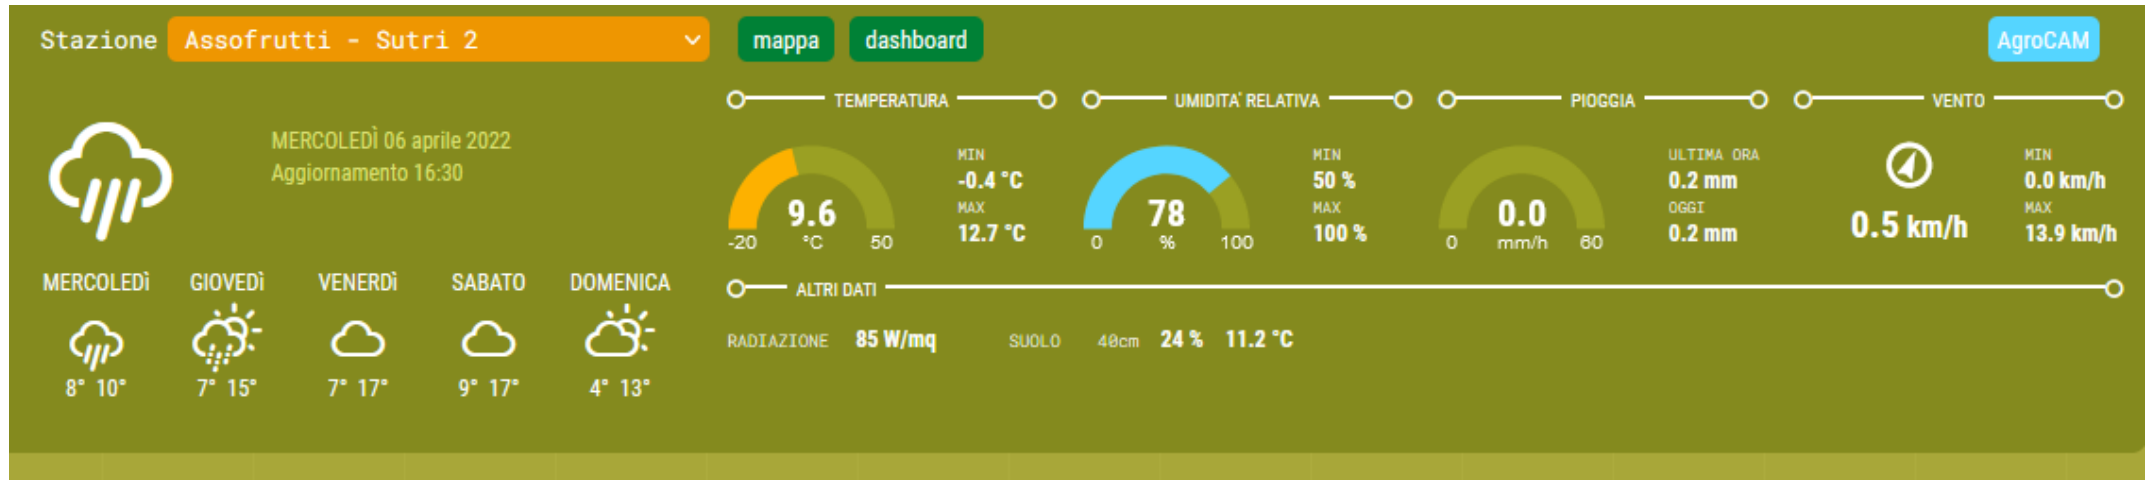 Stazione Assofrutti - Sutri 2 mappa dashboard AgroCAM
MERCOLEDÌ 06 aprile 2022
Aggiornamento 16:30
MERCOLEDÌ GIOVEDÌ VENERDÌ SABATO DOMENICA
8° 10° 7° 15° 7° 17° 9° 17° 4° 13°
TEMPERATURA
9.6
°C
-20 50
MIN
-0.4 °C
MAX
12.7 °C
UMIDITA' RELATIVA
78
%
0 100
MIN
50 %
MAX
100 %
PIOGGIA
0.0
mm/h
0 60
ULTIMA ORA
0.2 mm
OGGI
0.2 mm
VENTO
0.5 km/h
MIN
0.0 km/h
MAX
13.9 km/h
ALTRI DATI
RADIAZIONE 85 W/mq SUOLO 40cm 24 % 11.2 °C